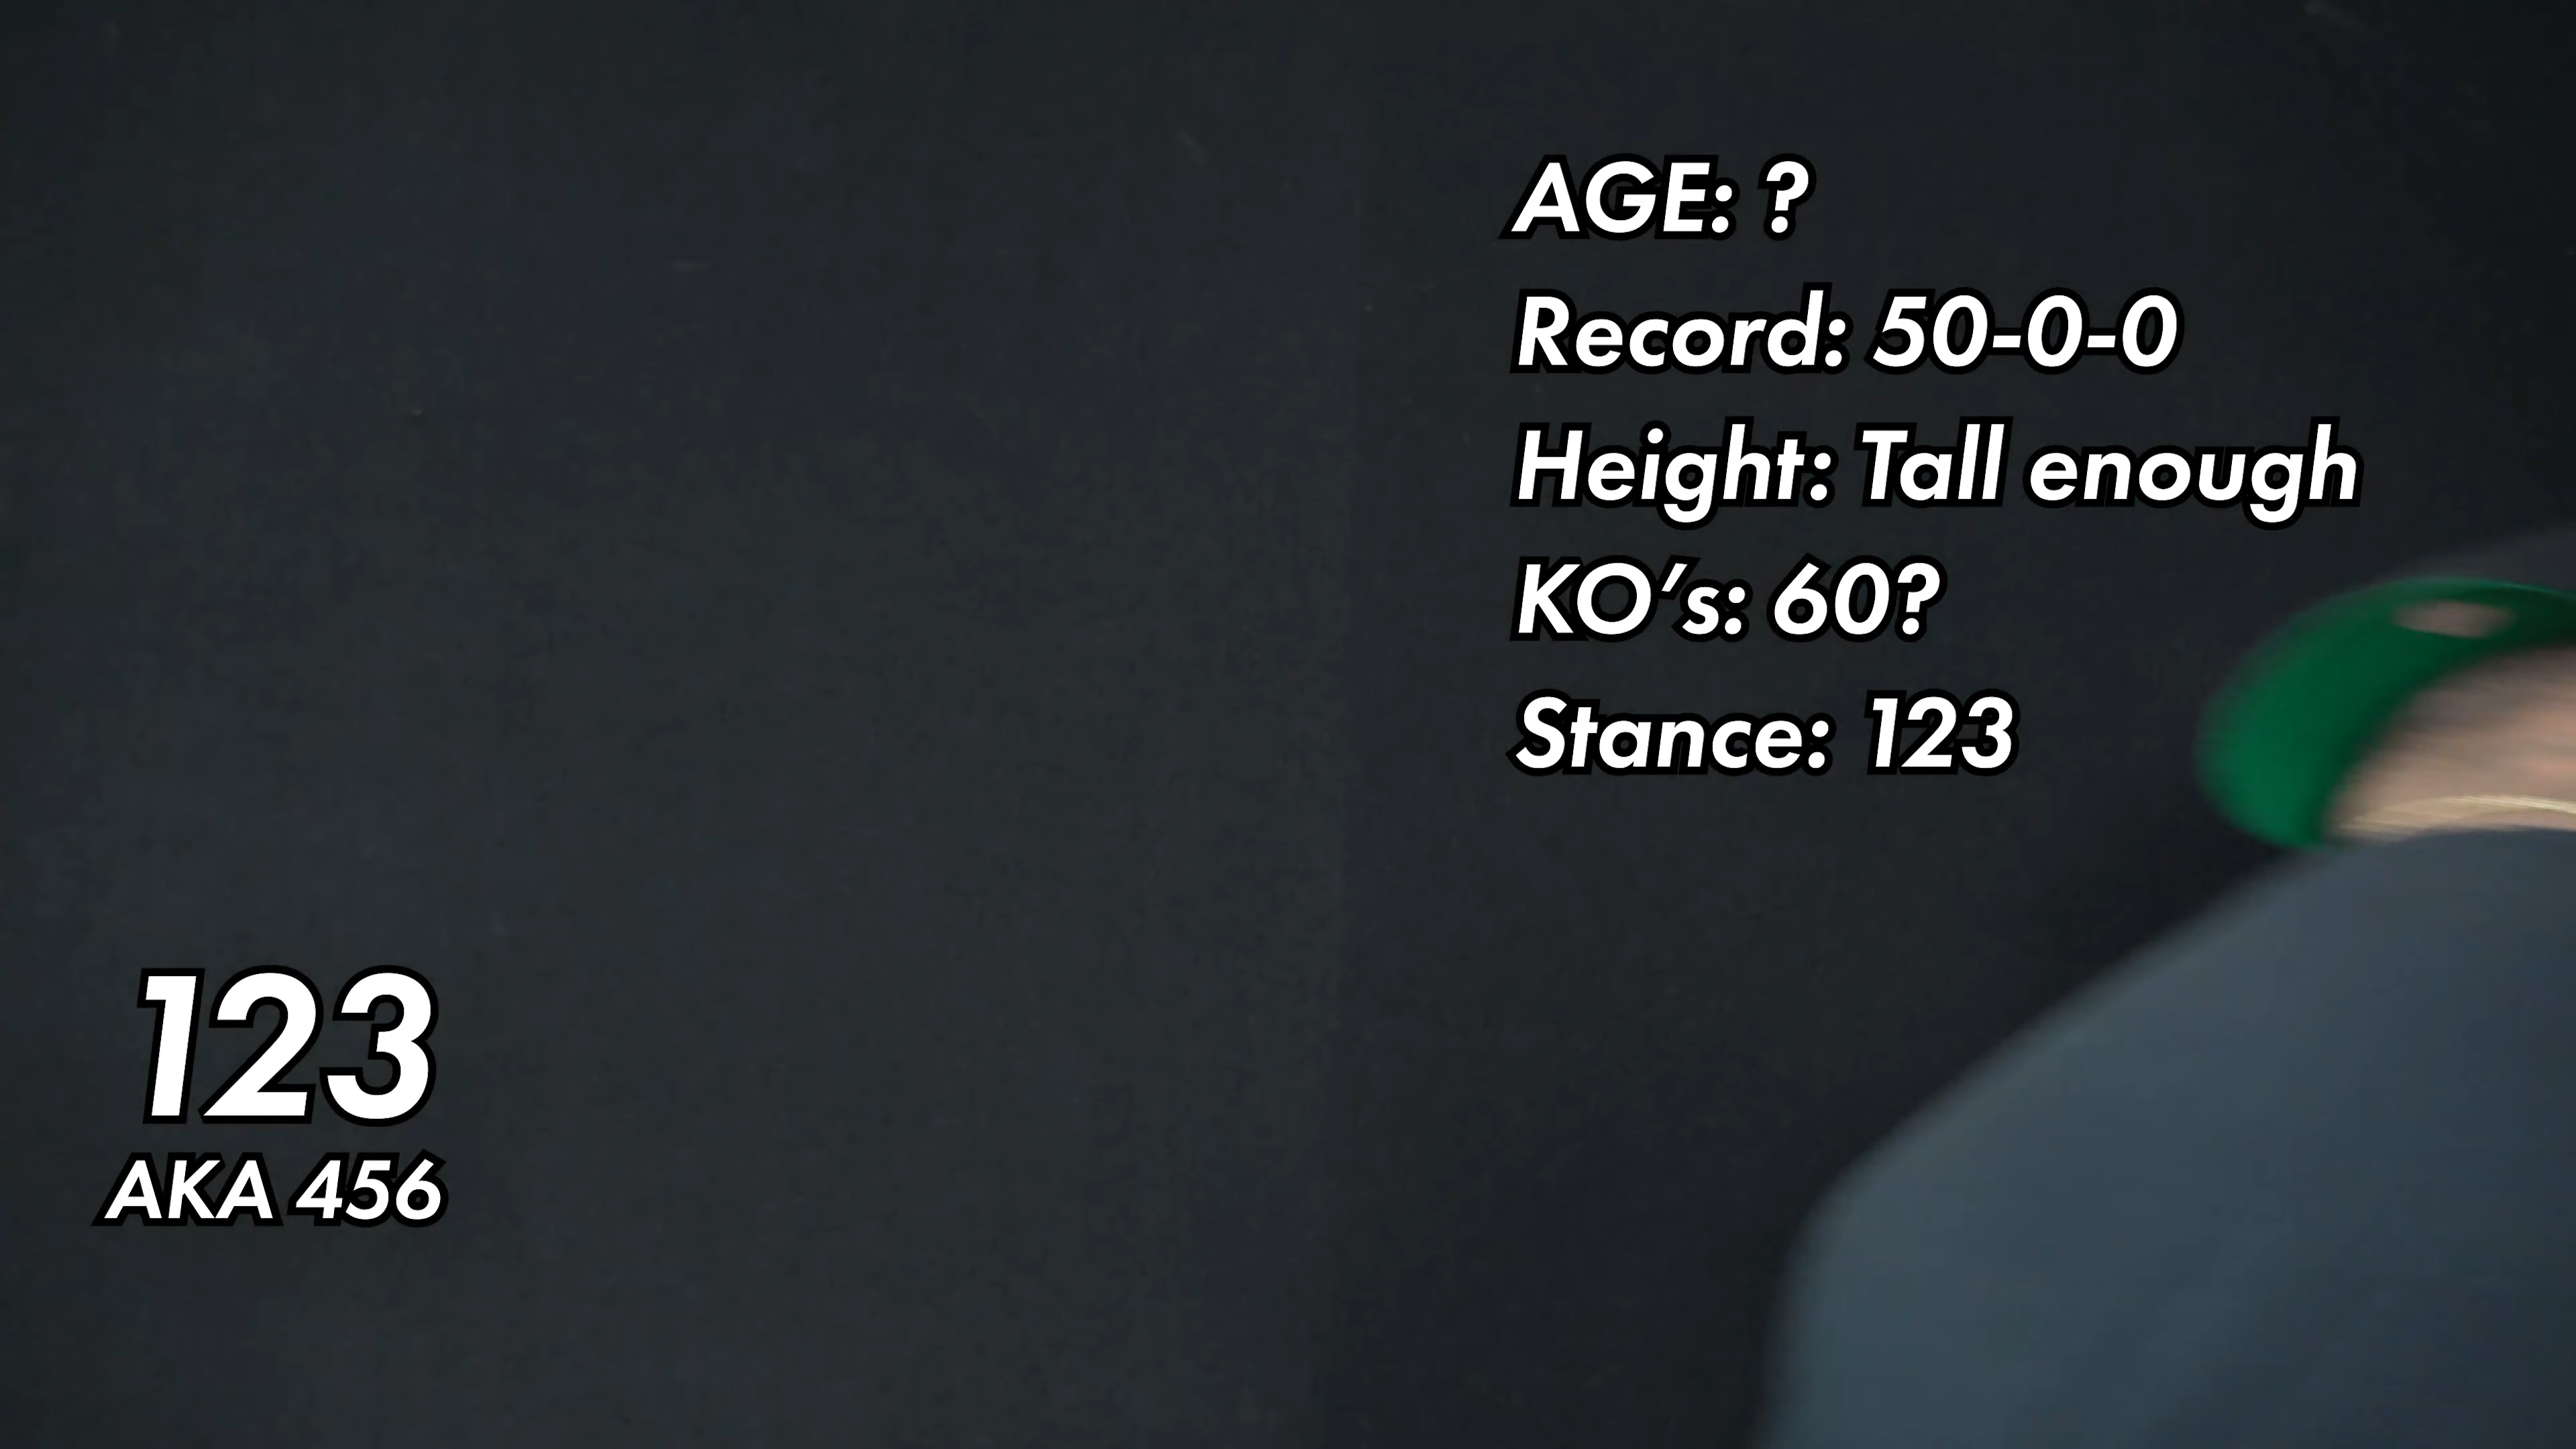 AGE: ?
Record: 50-0-0
Height: Tall enough
KO’s: 60?
Stance: 123
123
AKA 456